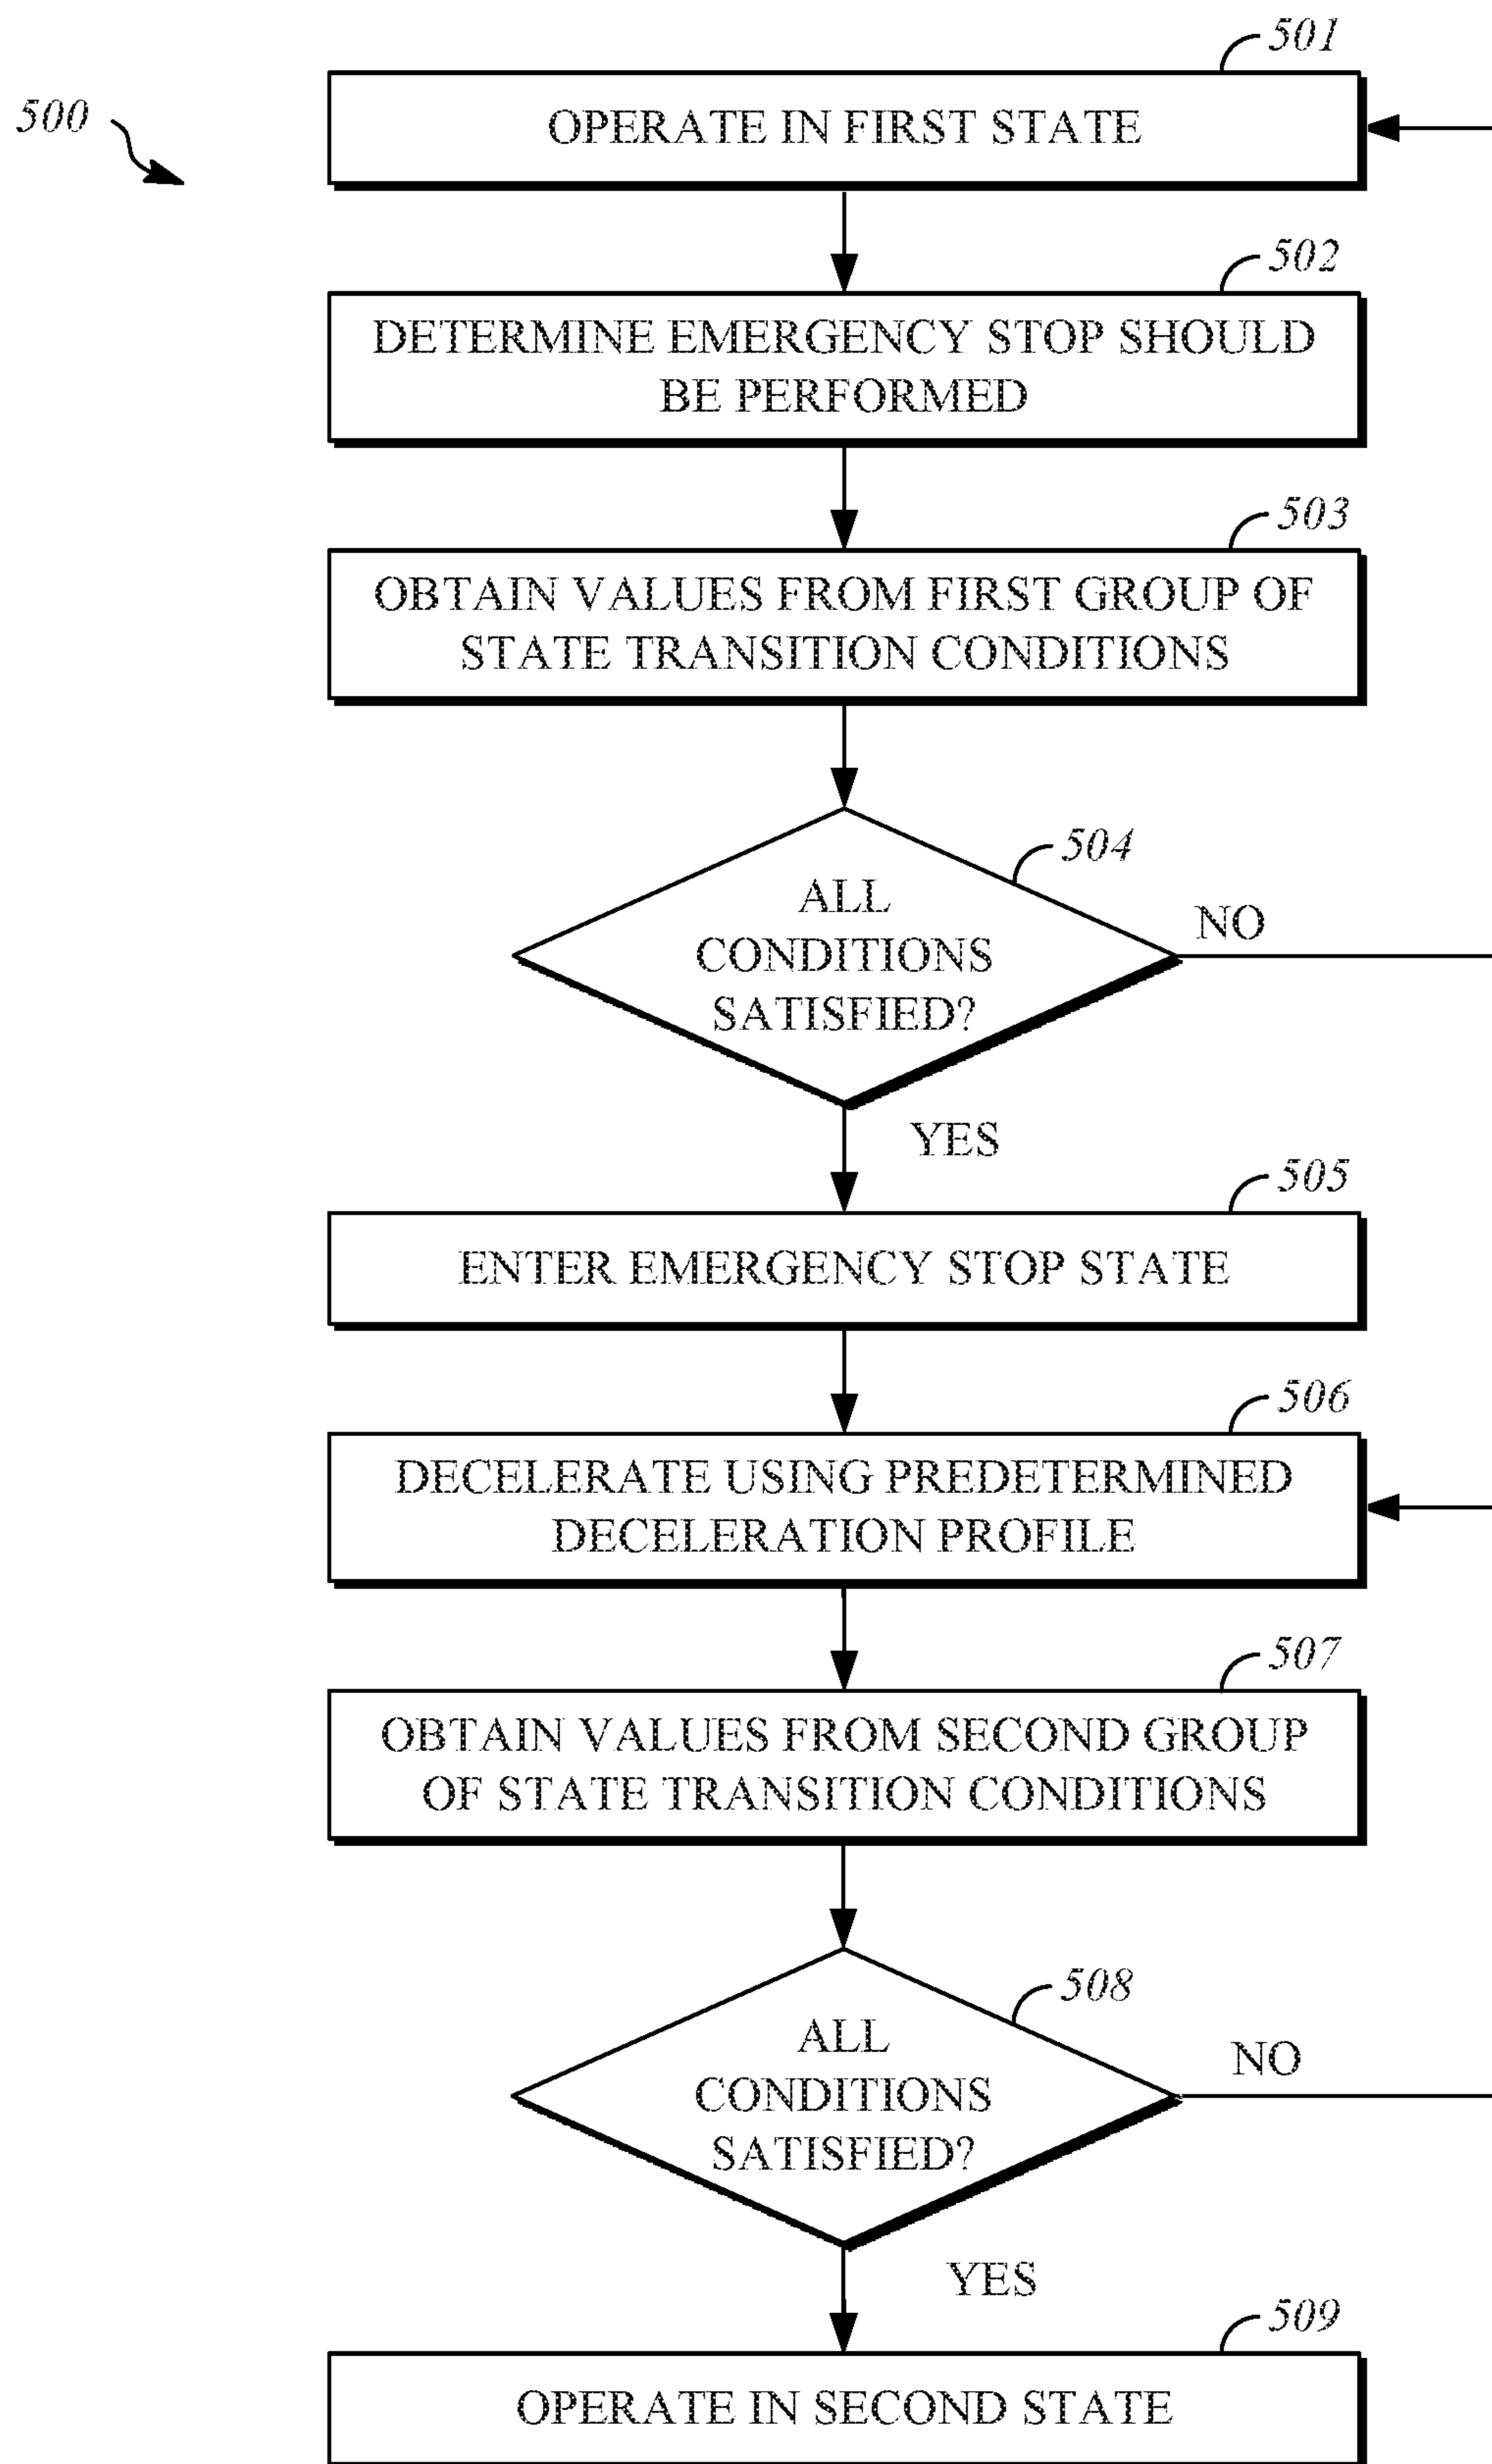 501
500
OPERATE IN FIRST STATE
502
DETERMINE EMERGENCY STOP SHOULD
BE PERFORMED
503
OBTAIN VALUES FROM FIRST GROUP OF
STATE TRANSITION CONDITIONS
504
ALL
CONDITIONS
SATISFIED?
NO
YES
505
ENTER EMERGENCY STOP STATE
506
DECELERATE USING PREDETERMINED
DECELERATION PROFILE
507
OBTAIN VALUES FROM SECOND GROUP
OF STATE TRANSITION CONDITIONS
508
ALL
CONDITIONS
SATISFIED?
NO
YES
509
OPERATE IN SECOND STATE